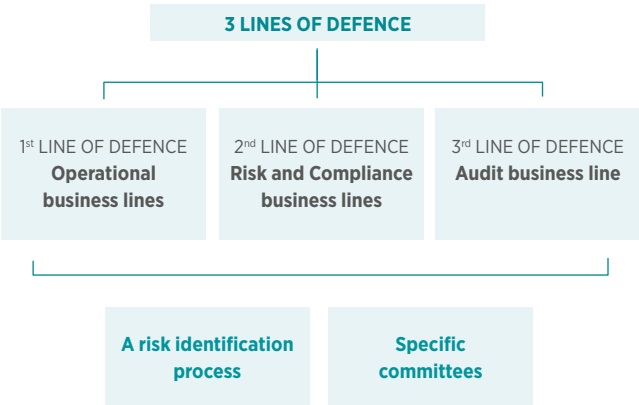 3 LINES OF DEFENCE
1st LINE OF DEFENCE
Operational
business lines
2nd LINE OF DEFENCE
Risk and Compliance
business lines
3rd LINE OF DEFENCE
Audit business line
A risk identification
process
Specific
committees